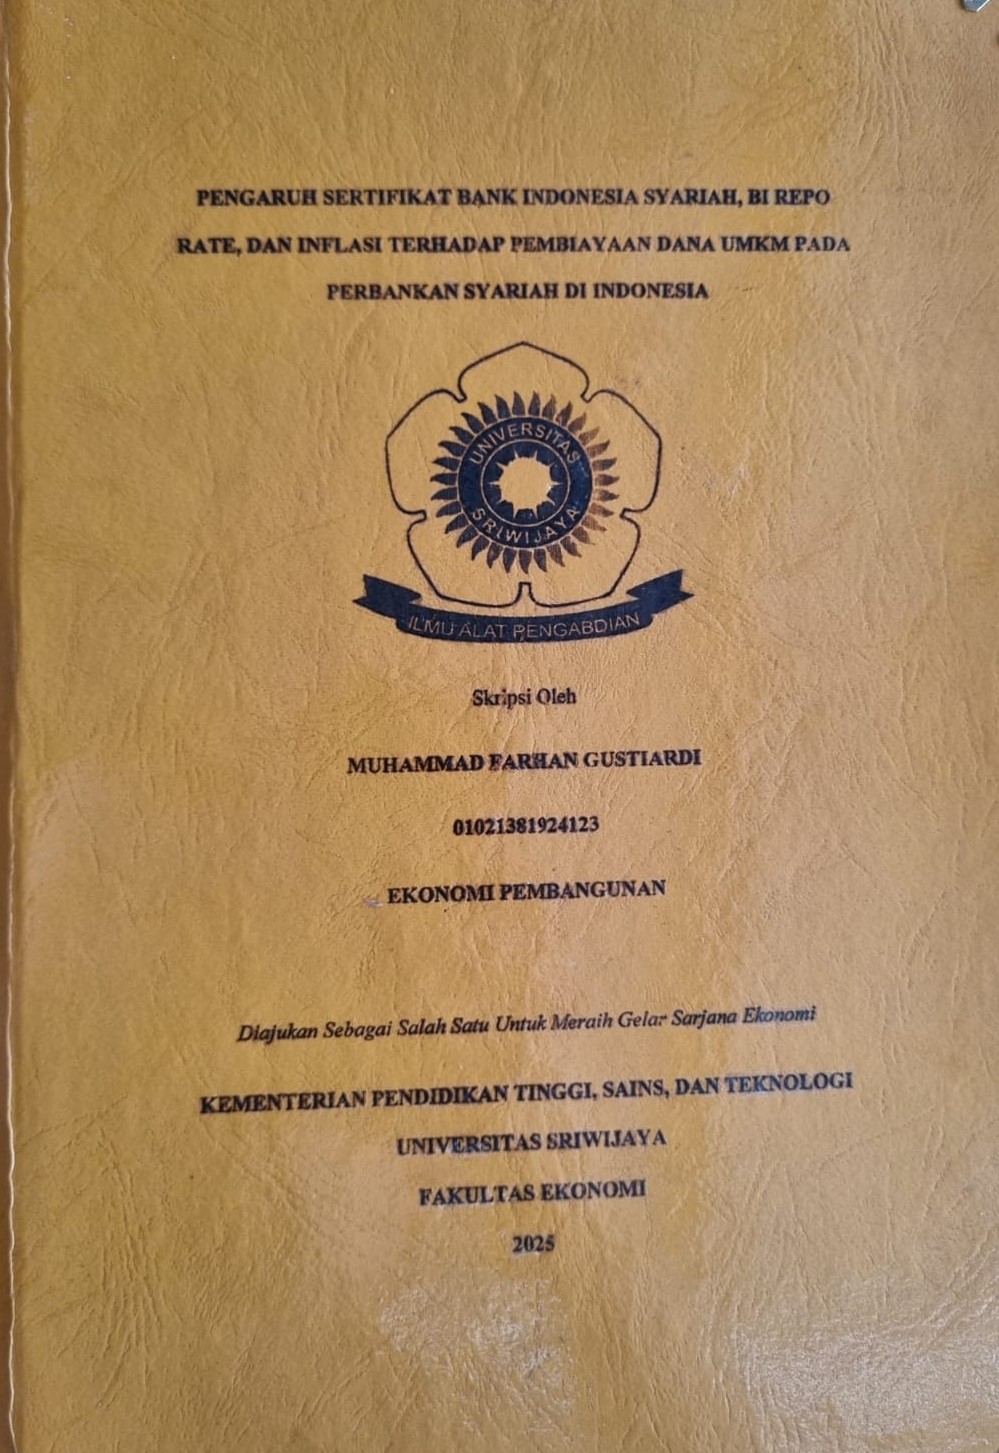 PENGARUH SERTIFIKAT BANK INDONESIA SYARIAH, BI REPO
RATE, DAN INFLASI TERHADAP PEMBIAYAAN DANA UMKM PADA
PERBANKAN SYARIAH DI INDONESIA
UNIVERSITAS
SRIWIJAYA
ILMU ALAT PENGABDIAN
Skripsi Oleh
MUHAMMAD FARHAN GUSTIARDI
01021381924123
EKONOMI PEMBANGUNAN
Diajukan Sebagai Salah Satu Untuk Meraih Gelar Sarjana Ekonomi
KEMENTERIAN PENDIDIKAN TINGGI, SAINS, DAN TEKNOLOGI
UNIVERSITAS SRIWIJAYA
FAKULTAS EKONOMI
2025